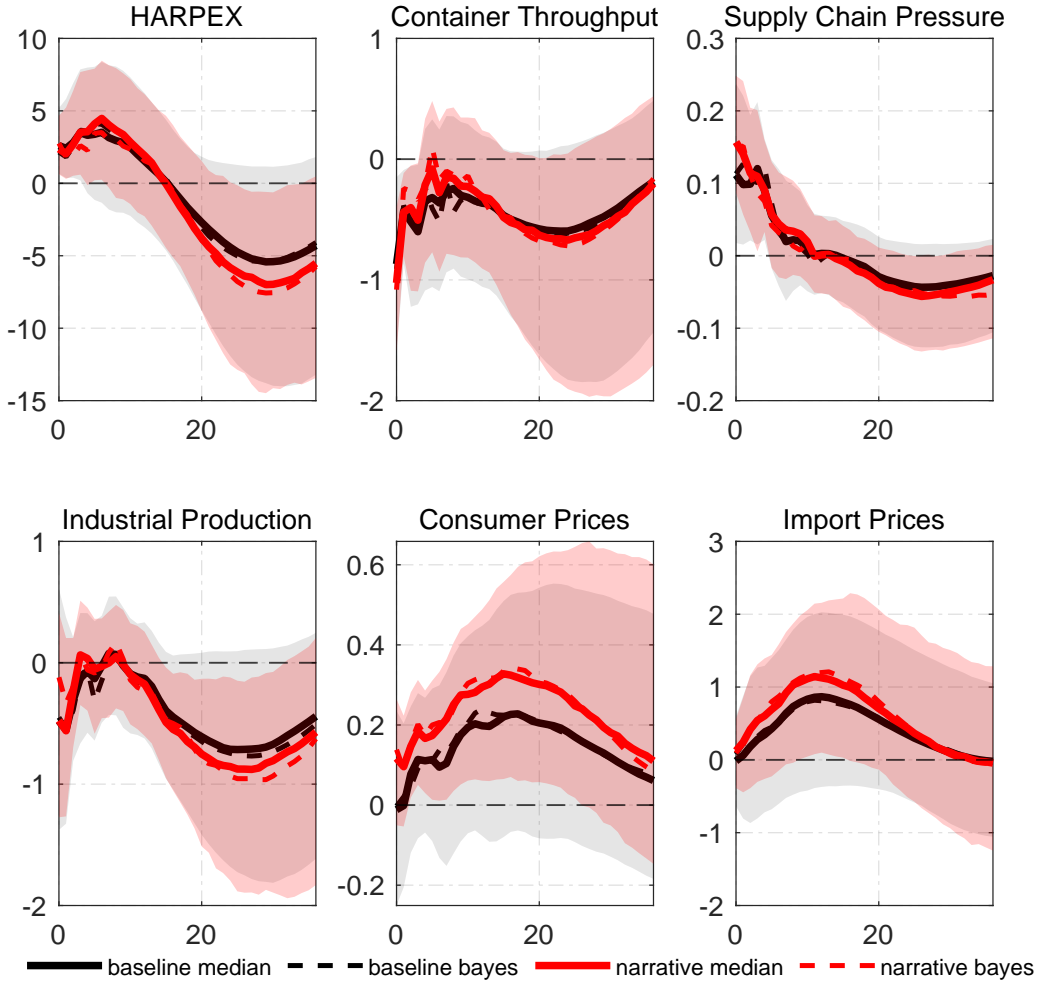 HARPEX Container Throughput Supply Chain Pressure
10 1 0.3
5 0.2
0 0 0.1
-5 -1 0
-10 -0.1
-15 -2 -0.2
0 20 0 20 0 20
Industrial Production Consumer Prices Import Prices
1 0.6 3
0 0.4 2
0.2 1
-1 0 0
-0.2 -1
-2 -2
0 20 0 20 0 20
baseline median baseline bayes narrative median narrative bayes